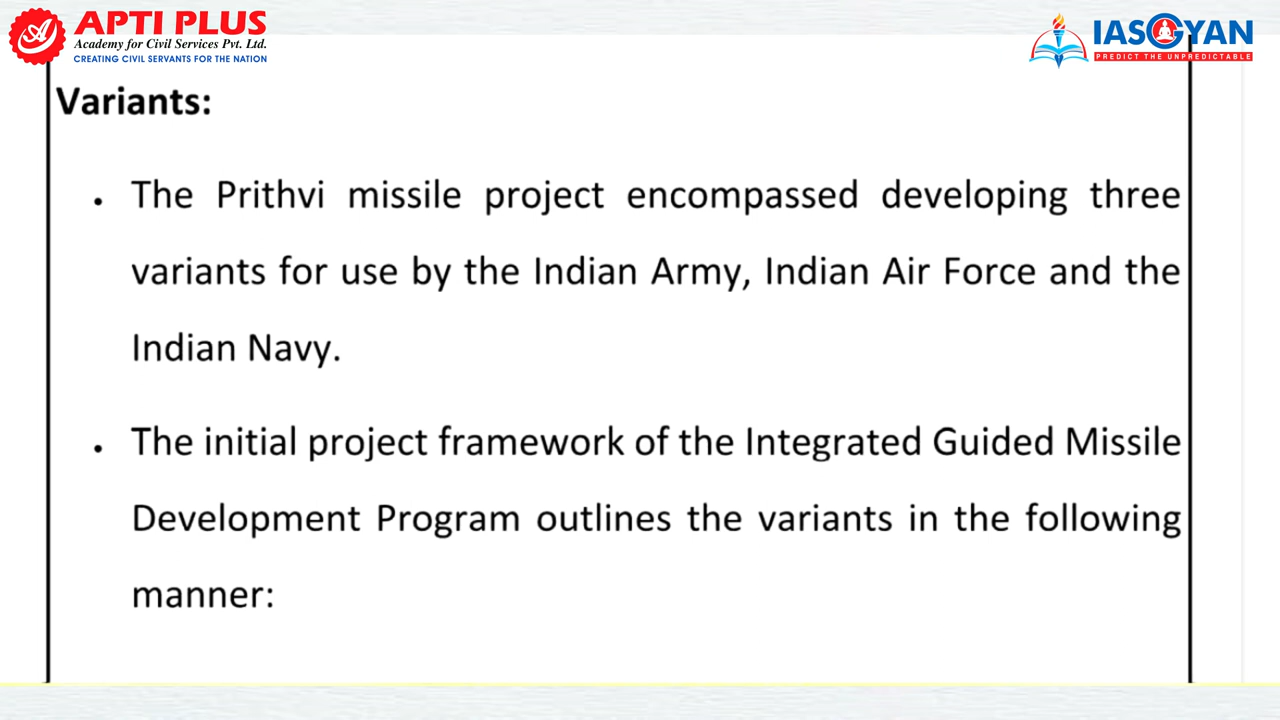 APTI PLUS
Academy for Civil Services Pvt. Ltd.
CREATING CIVIL SERVANTS FOR THE NATION
IASGYAN
PREDICT THE UNPREDICTABLE
Variants:
• The Prithvi missile project encompassed developing three
variants for use by the Indian Army, Indian Air Force and the
Indian Navy.
• The initial project framework of the Integrated Guided Missile
Development Program outlines the variants in the following
manner: